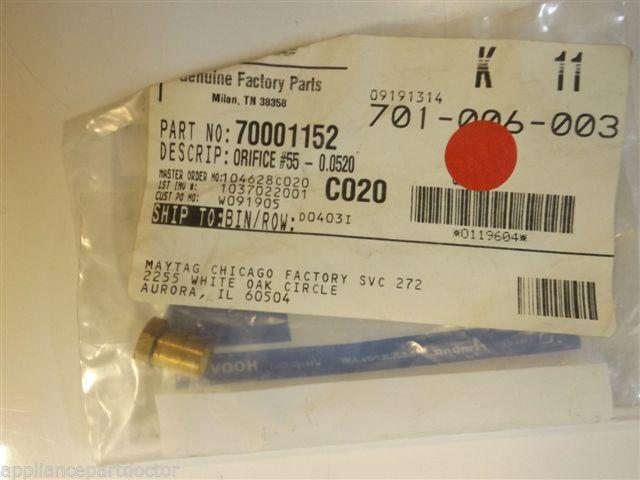 Genuine Factory Parts
Milan, TN 38358
K 11
09191314
701-006-003
PART NO: 70001152
DESCRIP: ORIFICE #55 - 0.0520
MASTER ORDER NO: 104628C020
1ST INV #: 1037022001
CUST PO NO: W091905
C020
SHIP TO: BIN/ROW: D0403I
*0119604*
MAYTAG CHICAGO FACTORY SVC 272
2255 WHITE OAK CIRCLE
AURORA, IL 60504
HOOV
Amana
© appliancepartdoctor